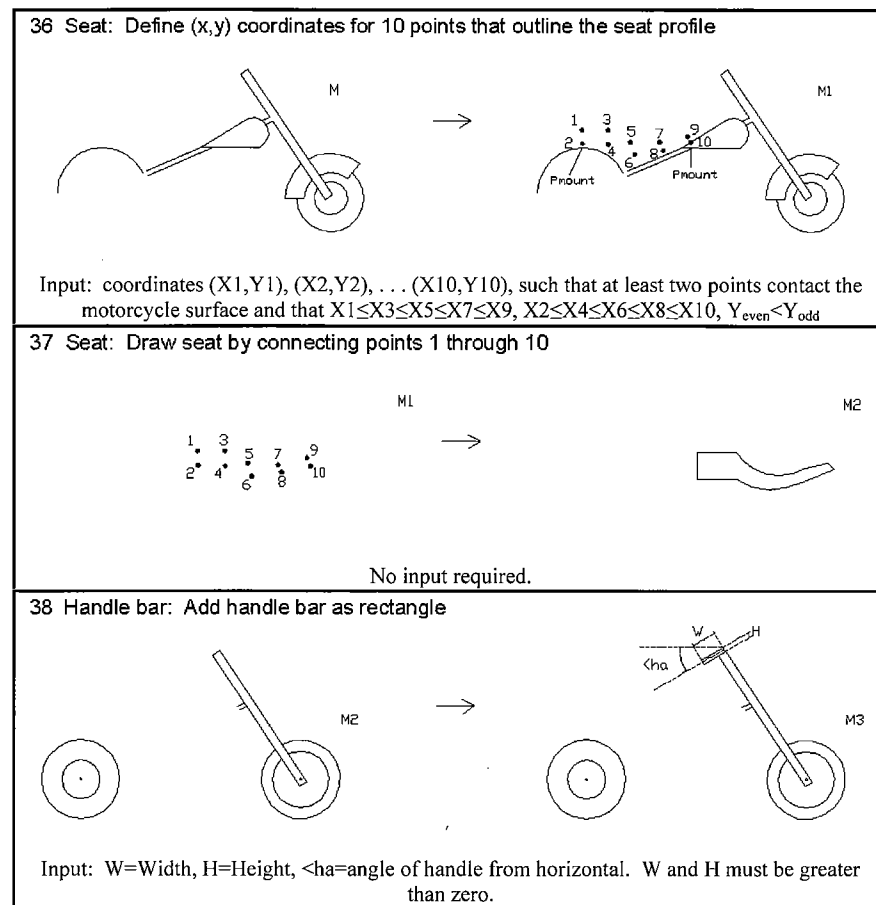 36 Seat: Define (x,y) coordinates for 10 points that outline the seat profile
M
M1
1 3 5 7 9
2 4 6 8 10
Pmount Pmount
Input: coordinates (X1,Y1), (X2,Y2), . . . (X10,Y10), such that at least two points contact the
motorcycle surface and that X1≤X3≤X5≤X7≤X9, X2≤X4≤X6≤X8≤X10, Yeven<Yodd
37 Seat: Draw seat by connecting points 1 through 10
M1
M2
1 3 5 7 9
2 4 6 8 10
No input required.
38 Handle bar: Add handle bar as rectangle
W H
<ha
M2
M3
Input: W=Width, H=Height, <ha=angle of handle from horizontal. W and H must be greater
than zero.